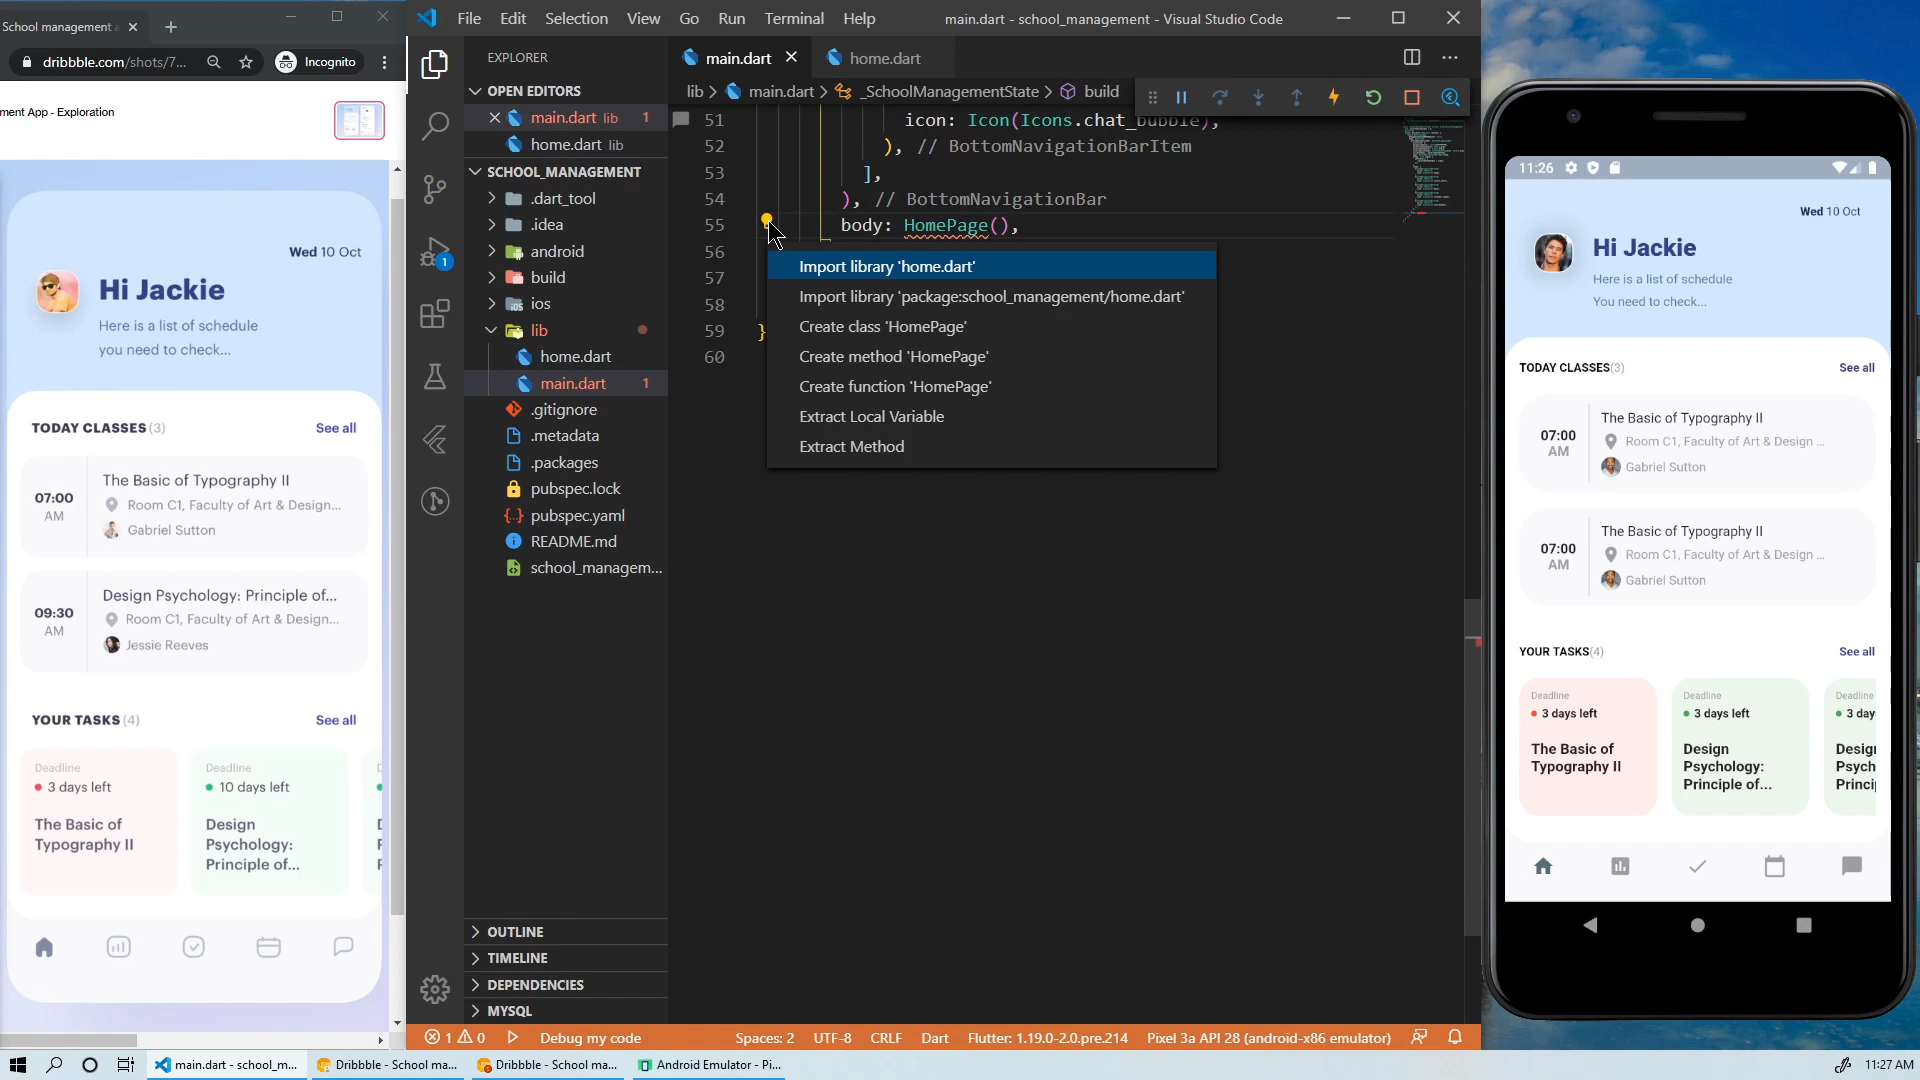 School management a
dribbble.com/shots/7...
Incognito
ment App - Exploration
Wed 10 Oct
Hi Jackie
Here is a list of schedule
you need to check...
TODAY CLASSES (3)
See all
07:00
AM
The Basic of Typography II
Room C1, Faculty of Art & Design...
Gabriel Sutton
09:30
AM
Design Psychology: Principle of...
Room C1, Faculty of Art & Design...
Jessie Reeves
YOUR TASKS (4)
See all
Deadline
3 days left
The Basic of
Typography II
Deadline
10 days left
Design
Psychology:
Principle of...
File Edit Selection View Go Run Terminal Help
main.dart - school_management - Visual Studio Code
EXPLORER
OPEN EDITORS
main.dart lib 1
home.dart lib
SCHOOL_MANAGEMENT
.dart_tool
.idea
android
build
ios
lib
home.dart
main.dart 1
.gitignore
.metadata
.packages
pubspec.lock
pubspec.yaml
README.md
school_managem...
OUTLINE
TIMELINE
DEPENDENCIES
MYSQL
main.dart
home.dart
lib > main.dart > _SchoolManagementState > build
51 icon: Icon(Icons.chat_bubble),
52 ), // BottomNavigationBarItem
53 ],
54 ), // BottomNavigationBar
55 body: HomePage(),
56
57
58
59 }
60
Import library 'home.dart'
Import library 'package:school_management/home.dart'
Create class 'HomePage'
Create method 'HomePage'
Create function 'HomePage'
Extract Local Variable
Extract Method
1 0 Debug my code Spaces: 2 UTF-8 CRLF Dart Flutter: 1.19.0-2.0.pre.214 Pixel 3a API 28 (android-x86 emulator)
11:26
Wed 10 Oct
Hi Jackie
Here is a list of schedule
You need to check...
TODAY CLASSES(3)
See all
07:00
AM
The Basic of Typography II
Room C1, Faculty of Art & Design ...
Gabriel Sutton
07:00
AM
The Basic of Typography II
Room C1, Faculty of Art & Design ...
Gabriel Sutton
YOUR TASKS(4)
See all
Deadline
3 days left
The Basic of
Typography II
Deadline
3 days left
Design
Psychology:
Principle of...
Deadline
3 day
Desig
Psych
Princi
main.dart - school_m...
Dribbble - School ma...
Dribbble - School ma...
Android Emulator - Pi...
11:27 AM